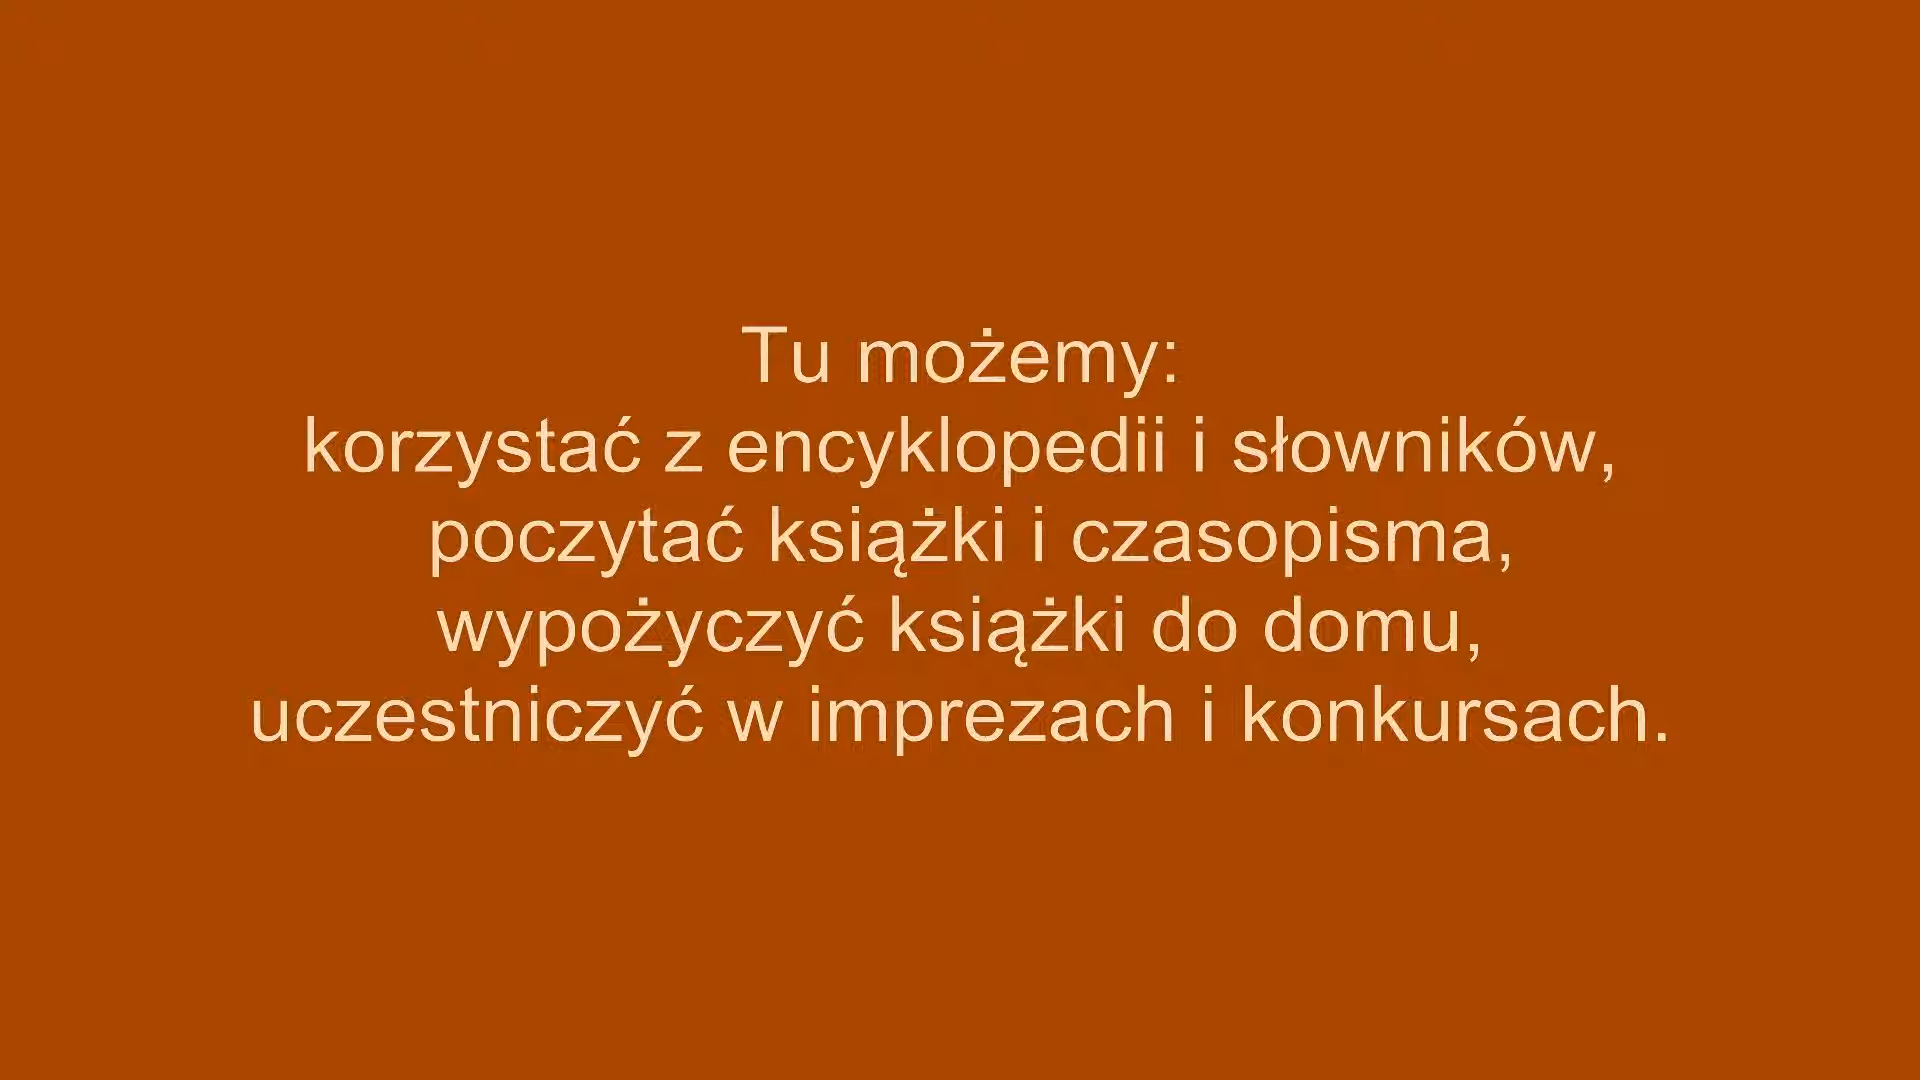 Tu możemy:
korzystać z encyklopedii i słowników,
poczytać książki i czasopisma,
wypożyczyć książki do domu,
uczestniczyć w imprezach i konkursach.